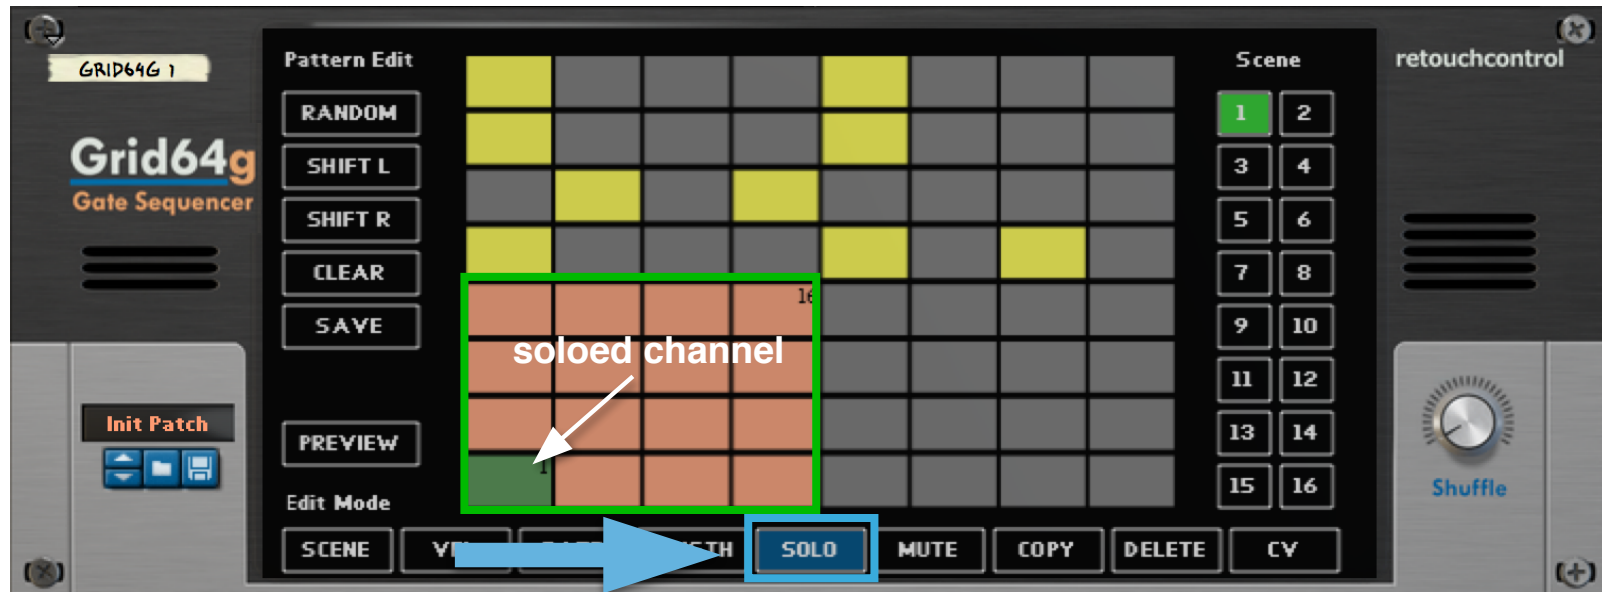 GRID64G 1
Pattern Edit
Scene
retouchcontrol
RANDOM
1
2
Grid64g
SHIFT L
3
4
Gate Sequencer
SHIFT R
5
6
CLEAR
7
8
16
SAVE
9
10
soloed channel
11
12
Init Patch
PREVIEW
13
14
1
15
16
Shuffle
Edit Mode
SCENE
SOLO
MUTE
COPY
DELETE
CV